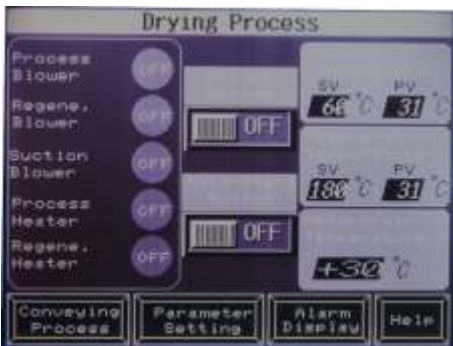 Drying Process
Process
Blower
OFF
Regene.
Blower
OFF
Suction
Blower
OFF
Process
Heater
OFF
Regene.
Heater
OFF
OFF
OFF
SV PV
60 °C 31 °C
SV PV
180 °C 31 °C
+30 °C
Conveying
Process
Parameter
Setting
Alarm
Display
Help